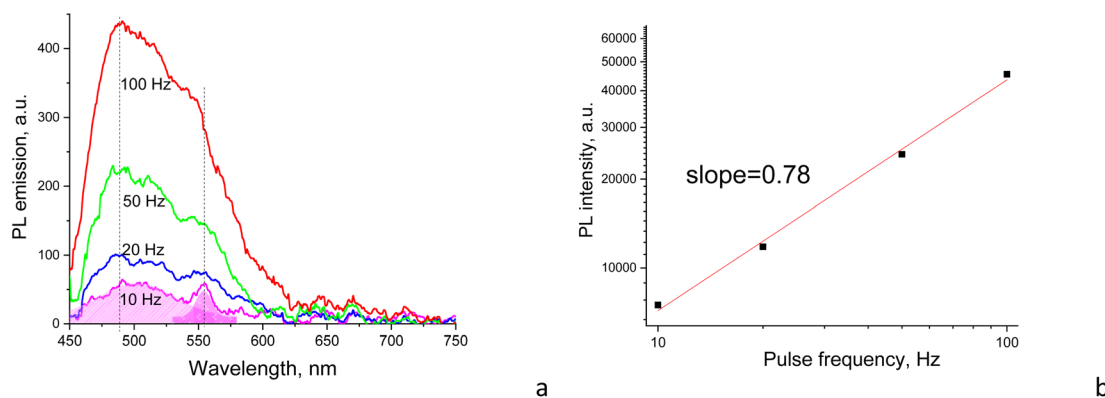 PL emission, a.u.
400
300
200
100
0
100 Hz
50 Hz
20 Hz
10 Hz
450 500 550 600 650 700 750
Wavelength, nm
a
PL intensity, a.u.
60000
50000
40000
30000
20000
10000
slope=0.78
10 100
Pulse frequency, Hz
b